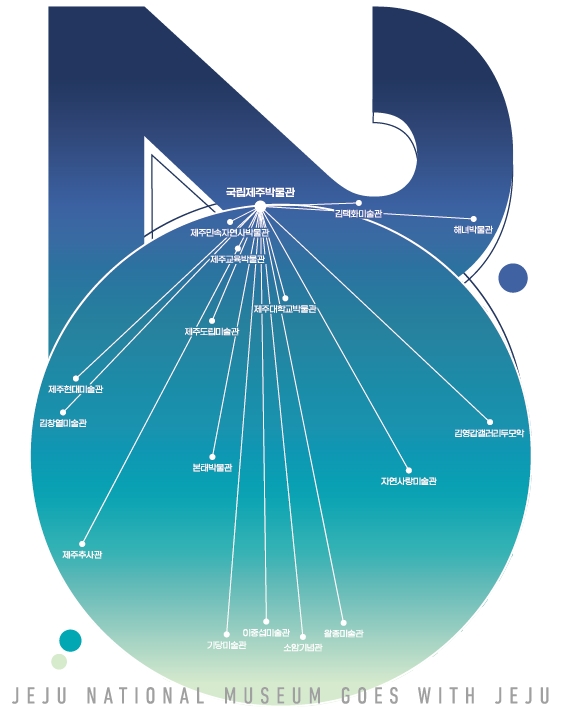 국립제주박물관
김택화미술관
해녀박물관
제주민속자연사박물관
제주교육박물관
제주대학교박물관
제주도립미술관
제주현대미술관
김창열미술관
김영갑갤러리두모악
본태박물관
자연사랑미술관
제주추사관
기당미술관
이중섭미술관
소암기념관
왈종미술관
JEJU NATIONAL MUSEUM GOES WITH JEJU